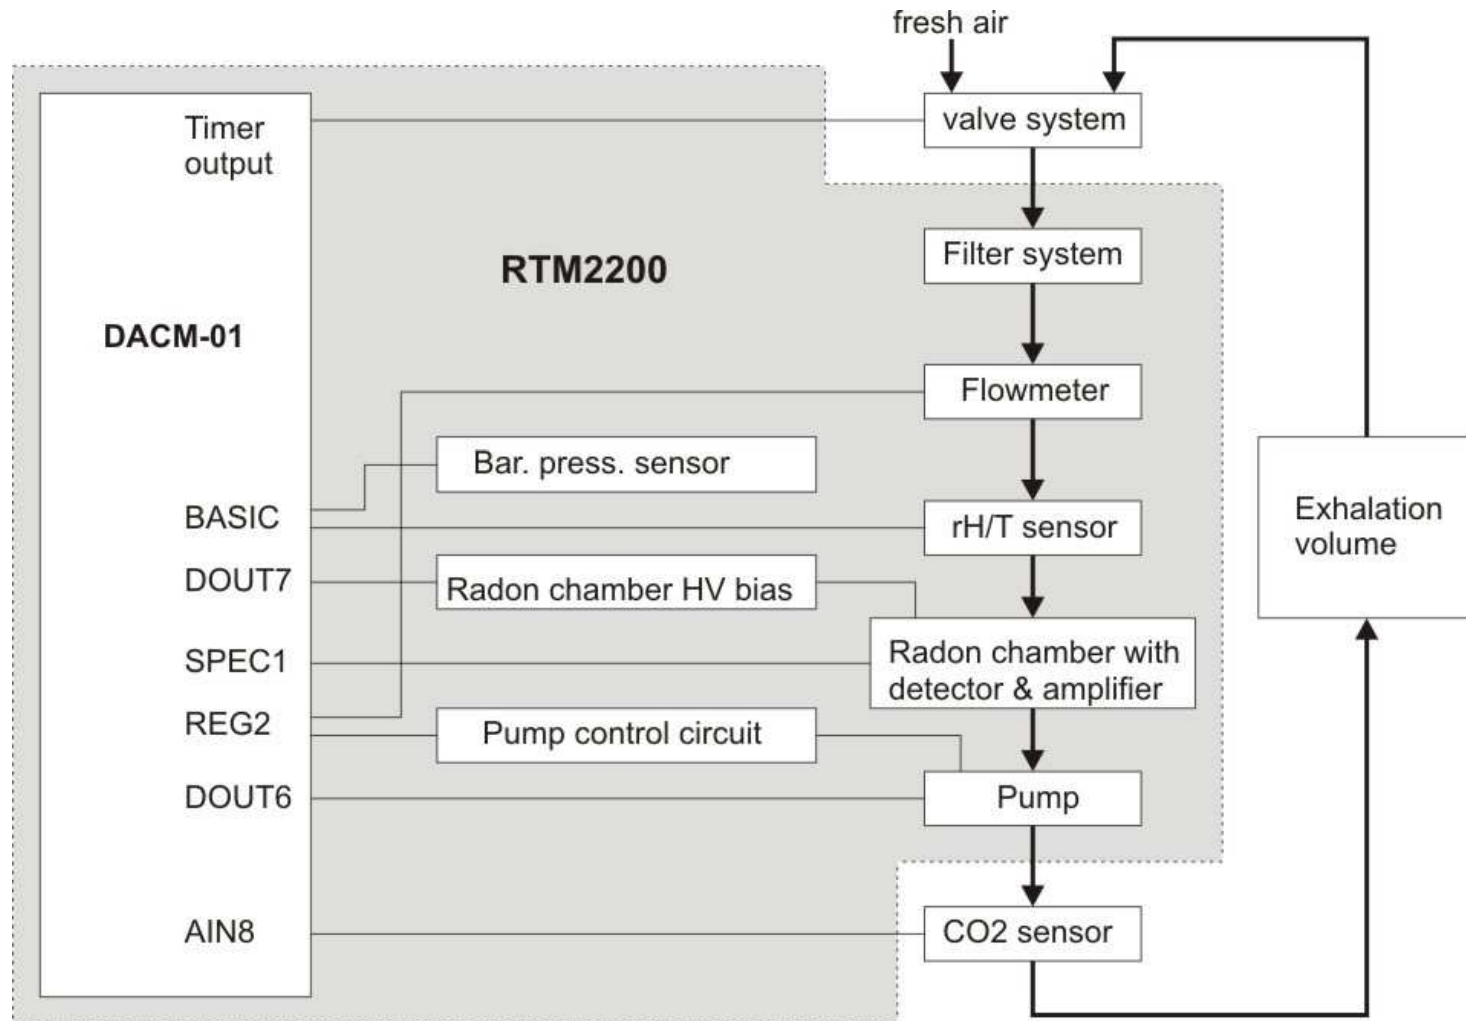 fresh air
Timer
output
valve system
Filter system
RTM2200
DACM-01
Flowmeter
Bar. press. sensor
BASIC
rH/T sensor
Exhalation
volume
DOUT7
Radon chamber HV bias
SPEC1
Radon chamber with
detector & amplifier
REG2
Pump control circuit
DOUT6
Pump
AIN8
CO2 sensor